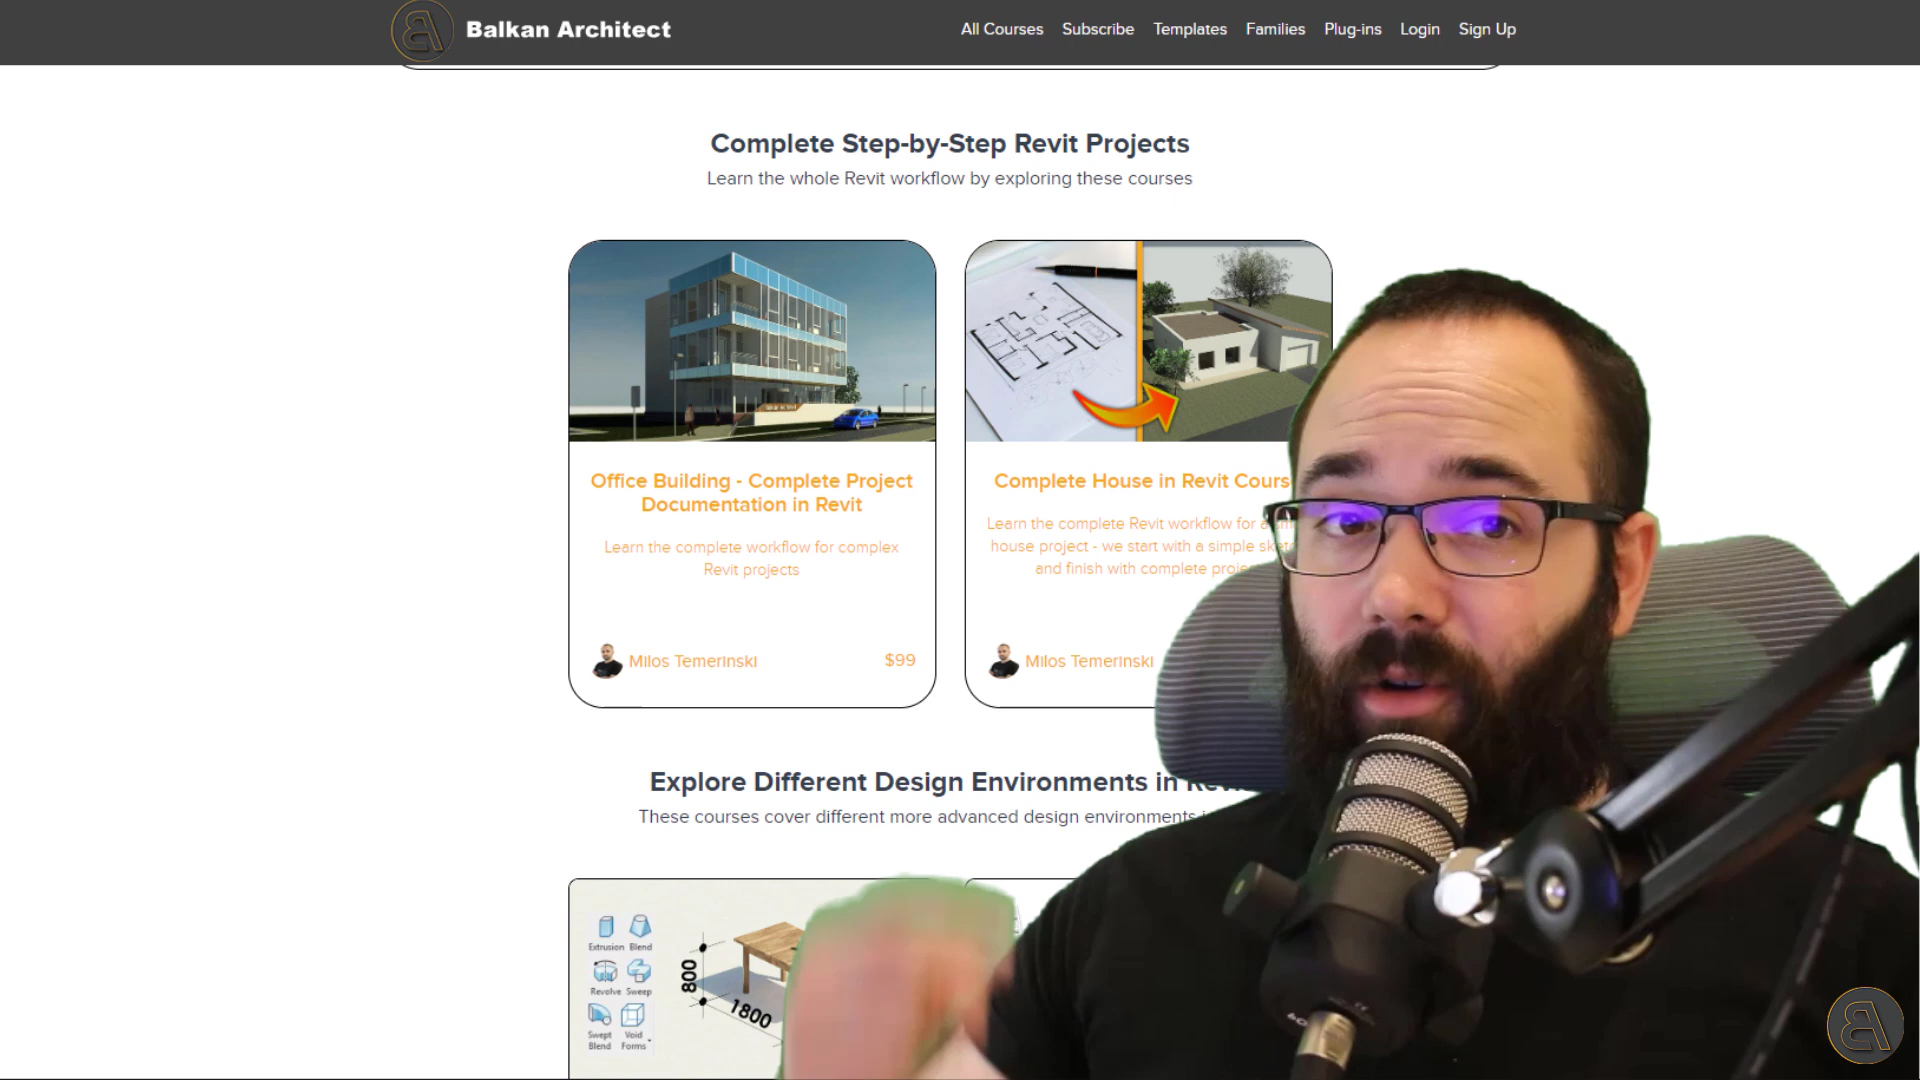 Balkan Architect
All Courses Subscribe Templates Families Plug-ins Login Sign Up
Complete Step-by-Step Revit Projects
Learn the whole Revit workflow by exploring these courses
Office Building - Complete Project
Documentation in Revit
Learn the complete workflow for complex
Revit projects
Milos Temerinski
$99
Complete House in Revit
Learn the complete Revit workflow for
house project - we start with a simple
and finish with complete
Milos Temerinski
Explore Different Design Environments in
These courses cover different more advanced design environments
Extrusion Blend
Revolve Sweep
Swept Void
Blend Forms
800
1800